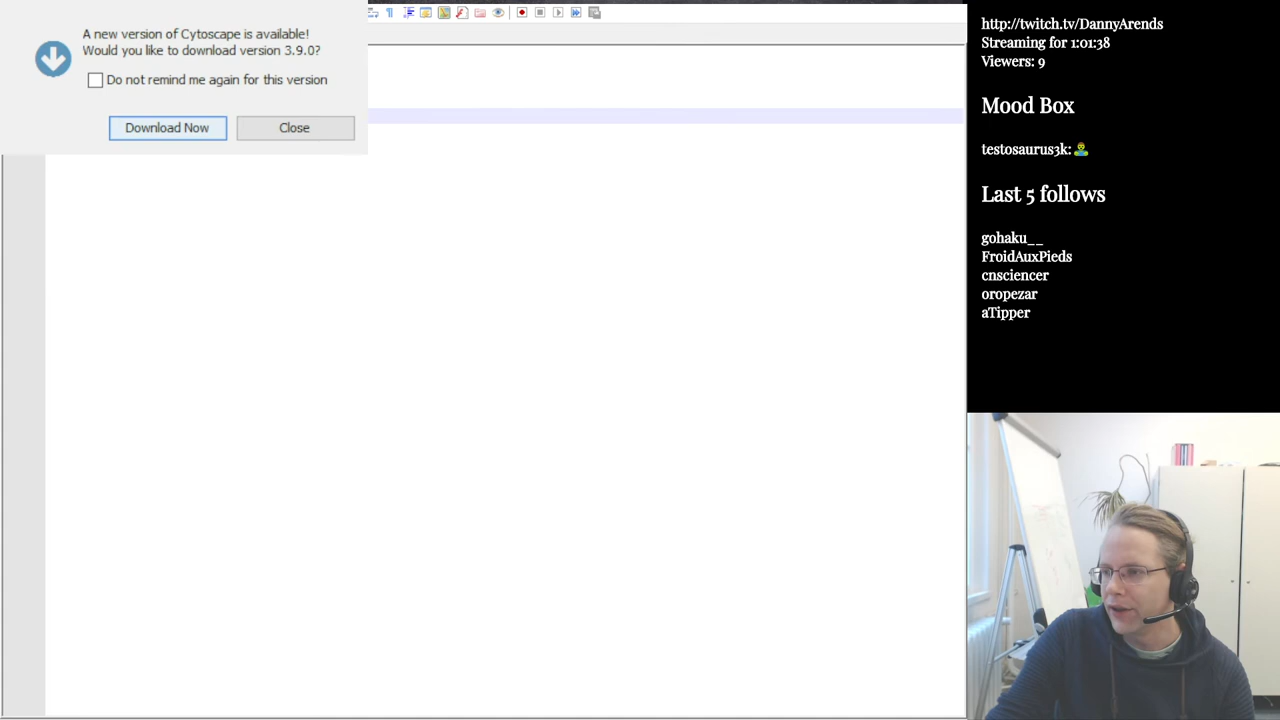 A new version of Cytoscape is available!
Would you like to download version 3.9.0?
Do not remind me again for this version
Download Now
Close
http://twitch.tv/DannyArends
Streaming for 1:01:38
Viewers: 9
Mood Box
testosaurus3k:🧟‍♂️
Last 5 follows
gohaku__
FroidAuxPieds
cnsciencer
oropezar
aTipper